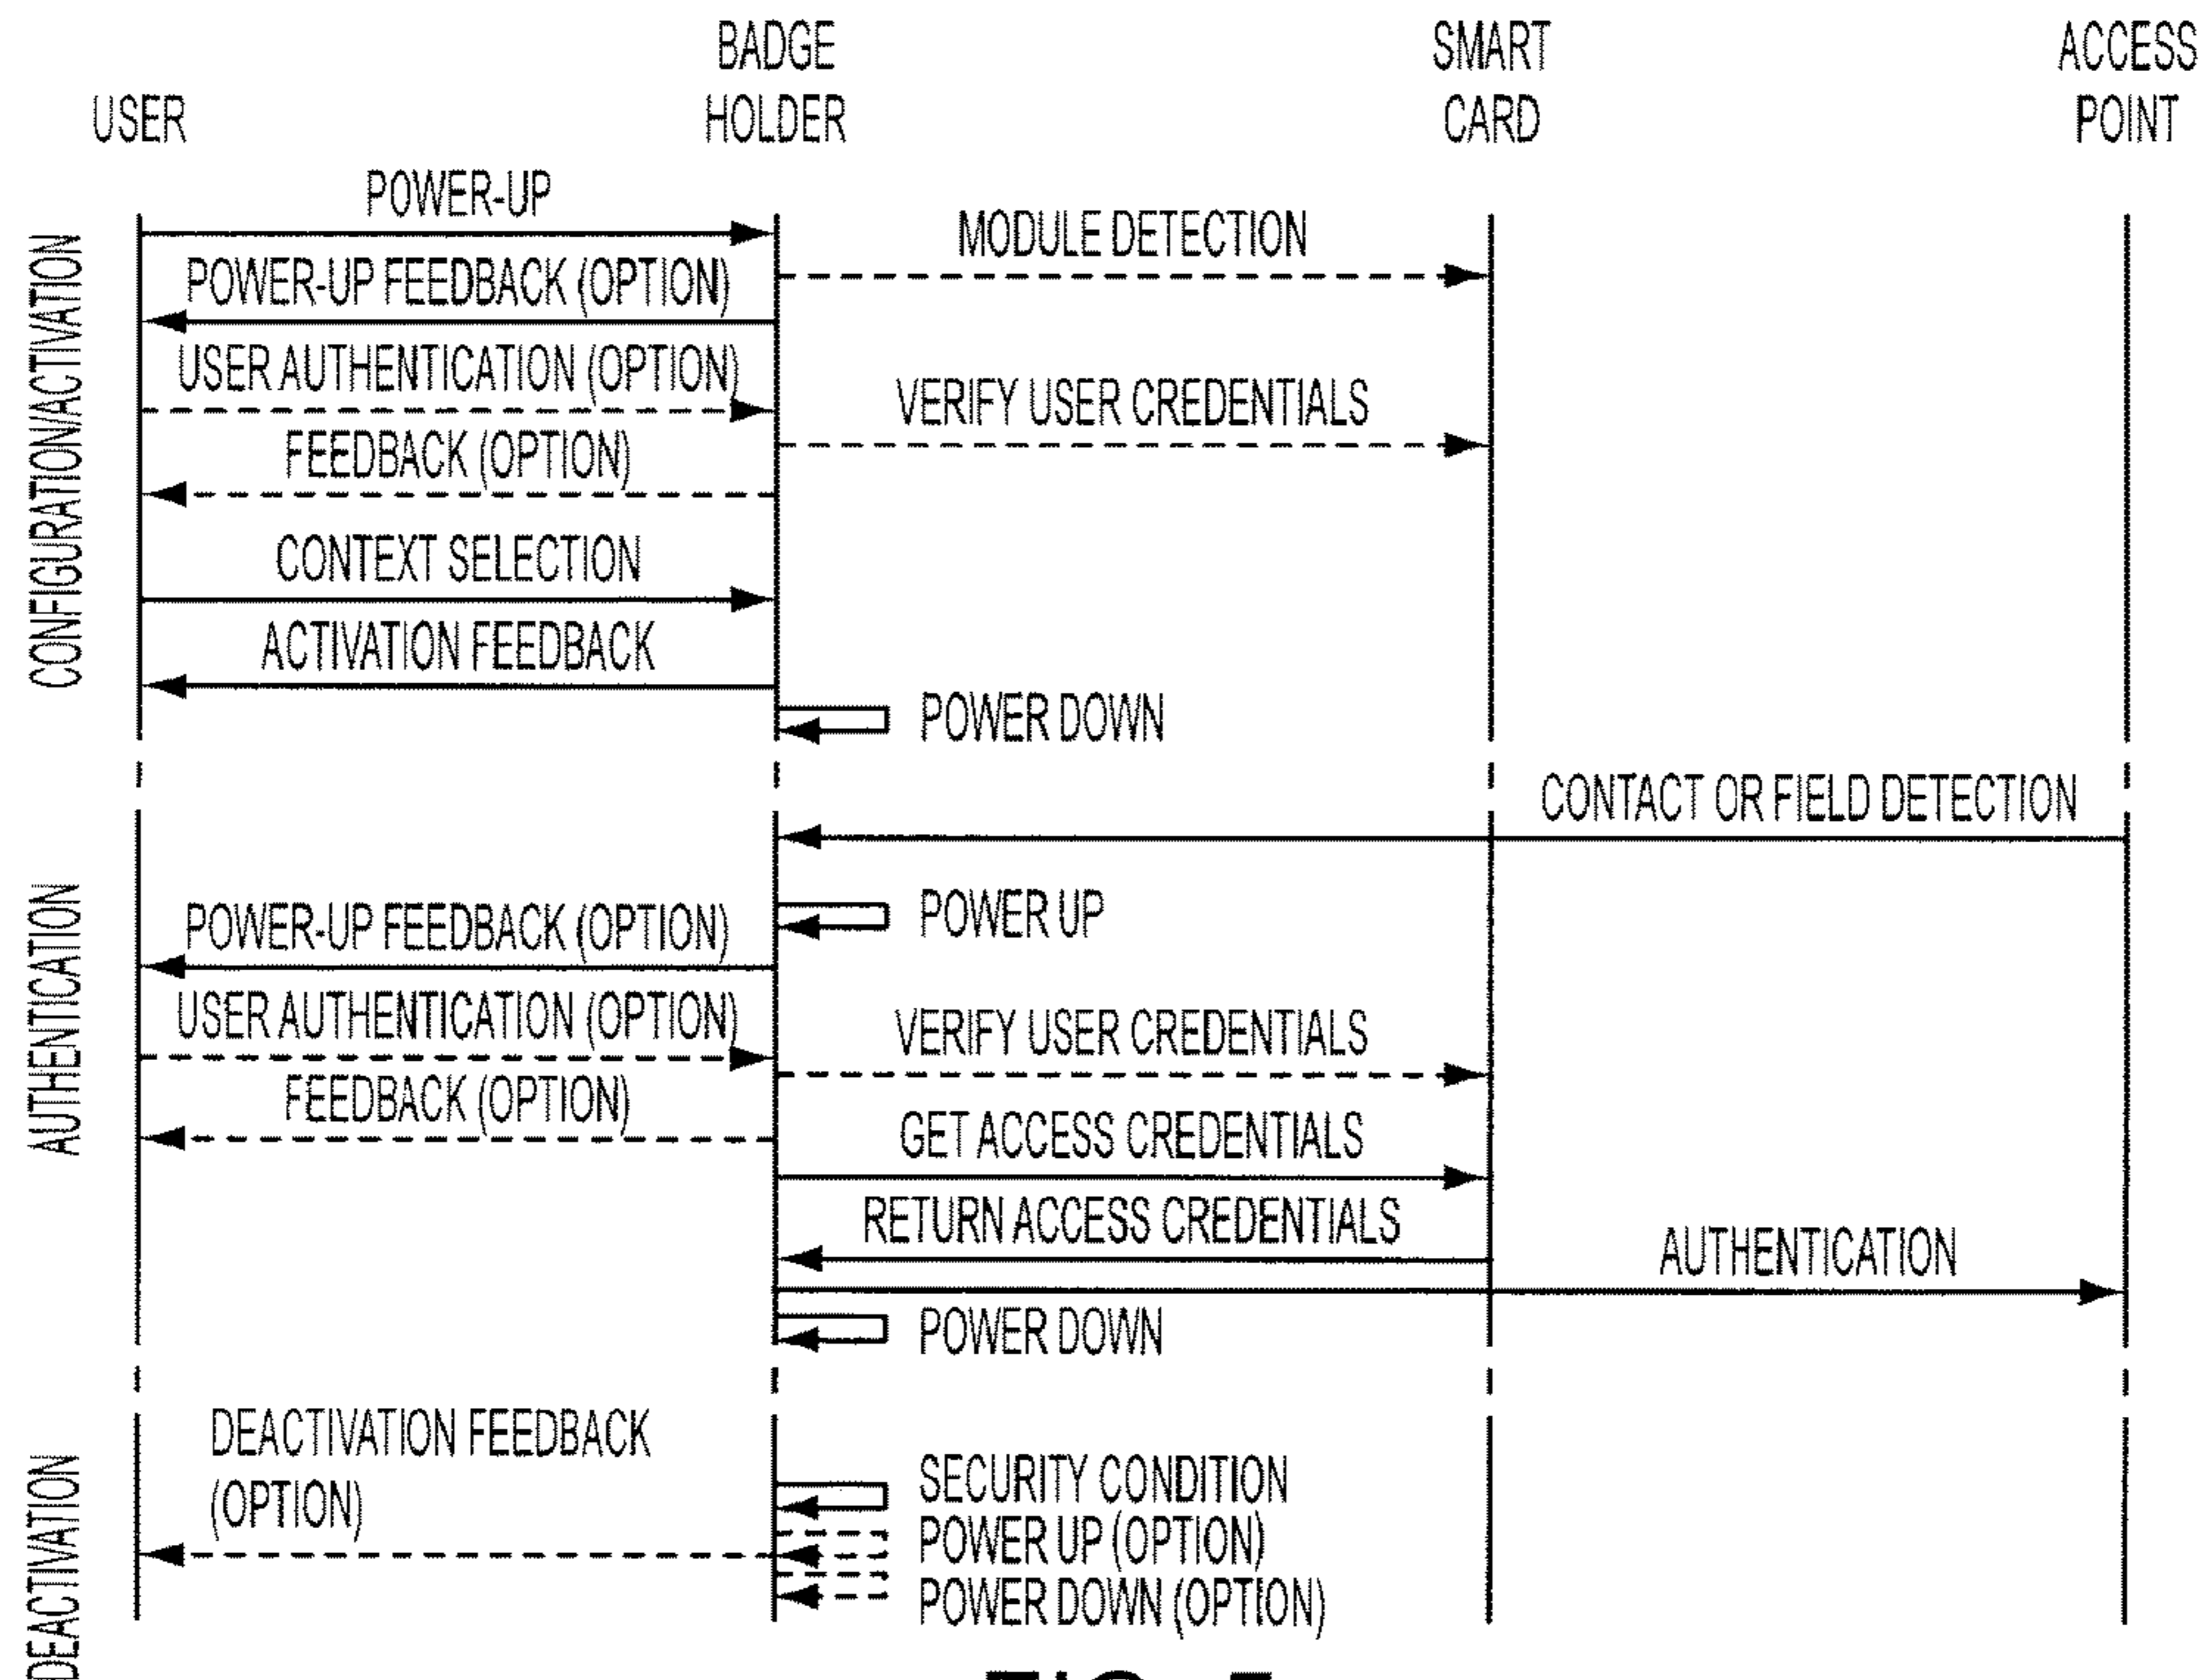 USER
BADGE
HOLDER
SMART
CARD
ACCESS
POINT
CONFIGURATION/ACTIVATION
POWER-UP
MODULE DETECTION
POWER-UP FEEDBACK (OPTION)
USER AUTHENTICATION (OPTION)
VERIFY USER CREDENTIALS
FEEDBACK (OPTION)
CONTEXT SELECTION
ACTIVATION FEEDBACK
POWER DOWN
AUTHENTICATION
CONTACT OR FIELD DETECTION
POWER UP
POWER-UP FEEDBACK (OPTION)
USER AUTHENTICATION (OPTION)
VERIFY USER CREDENTIALS
FEEDBACK (OPTION)
GET ACCESS CREDENTIALS
RETURN ACCESS CREDENTIALS
AUTHENTICATION
POWER DOWN
DEACTIVATION
DEACTIVATION FEEDBACK
(OPTION)
SECURITY CONDITION
POWER UP (OPTION)
POWER DOWN (OPTION)